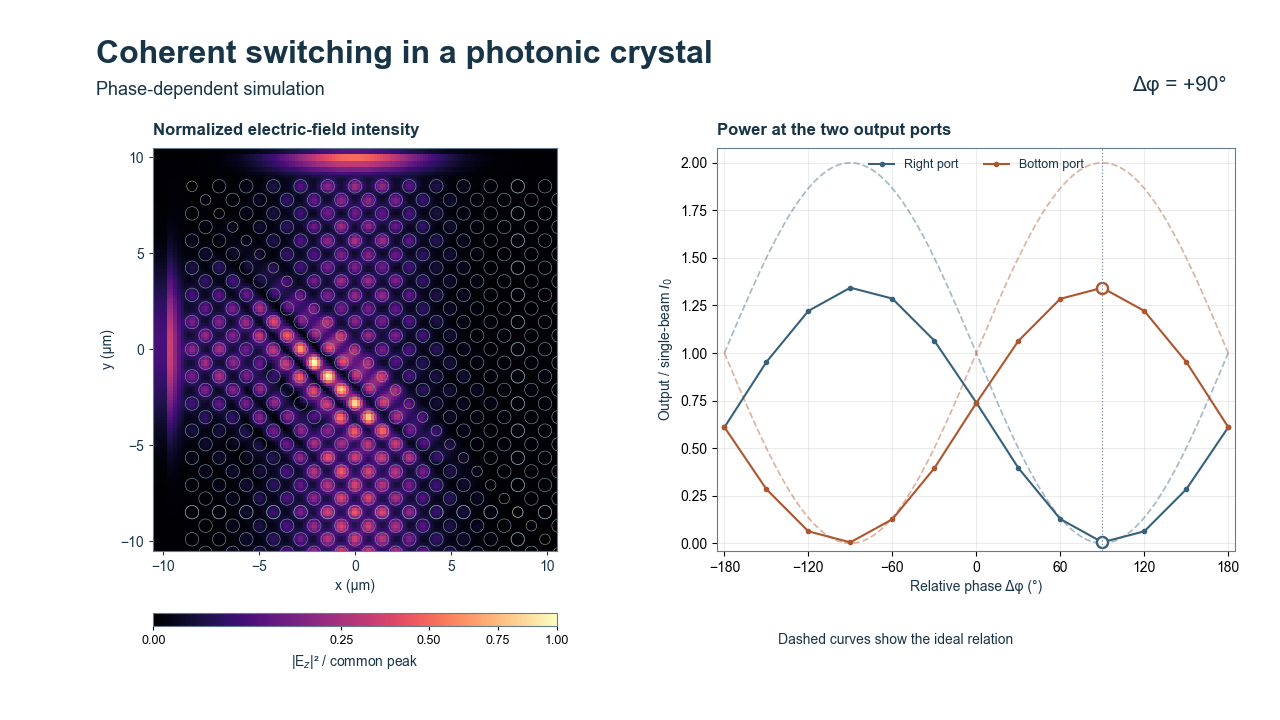 Coherent switching in a photonic crystal
Phase-dependent simulation
Δφ = +90°
Normalized electric-field intensity
10
5
0
−5
−10
y (μm)
−10 −5 0 5 10
x (μm)
0.00 0.25 0.50 0.75 1.00
|E_z|² / common peak
Power at the two output ports
Right port Bottom port
2.00
1.75
1.50
1.25
1.00
0.75
0.50
0.25
0.00
Output / single-beam I₀
−180 −120 −60 0 60 120 180
Relative phase Δφ (°)
Dashed curves show the ideal relation